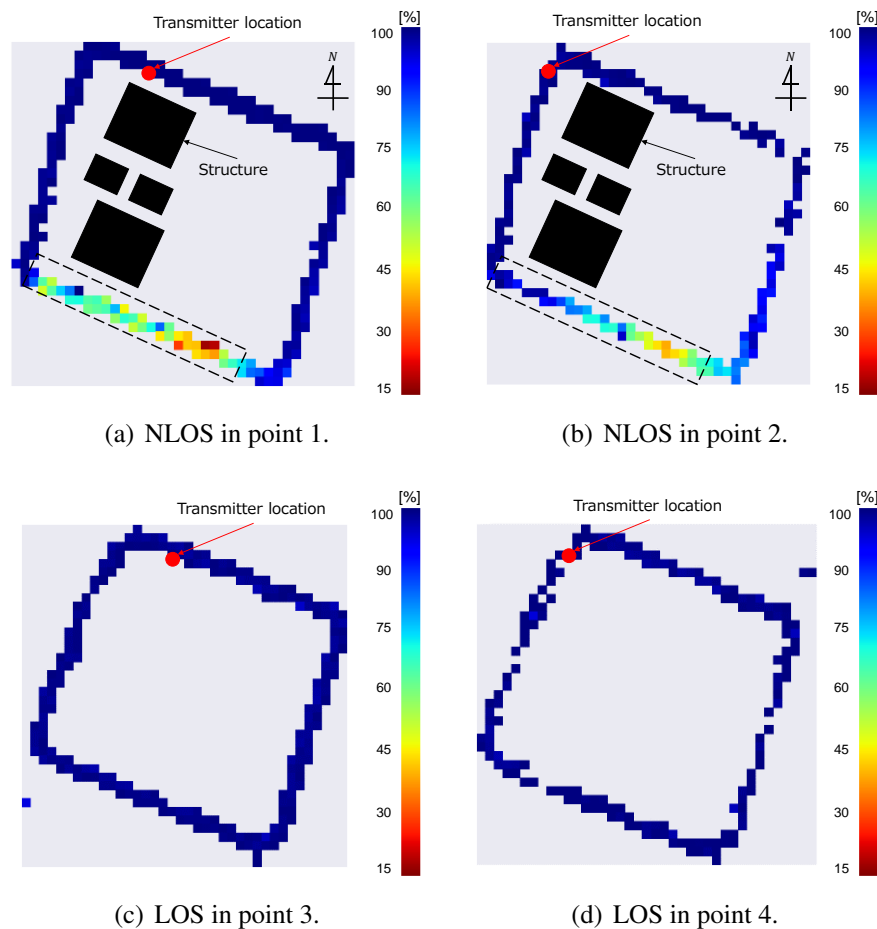 Transmitter location
[%]
100
90
75
60
45
30
15
N
Structure
(a) NLOS in point 1.
Transmitter location
[%]
100
90
75
60
45
30
15
N
Structure
(b) NLOS in point 2.
Transmitter location
[%]
100
90
75
60
45
30
15
(c) LOS in point 3.
Transmitter location
[%]
100
90
75
60
45
30
15
(d) LOS in point 4.